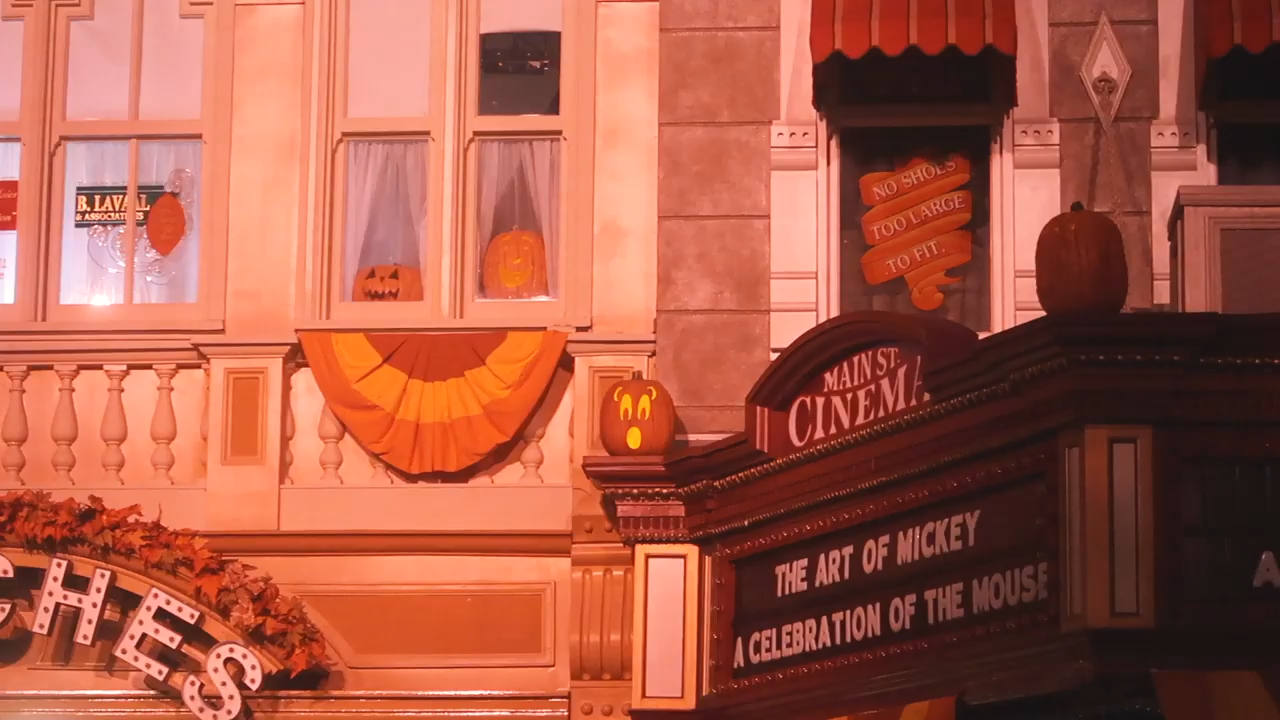 B. LAVAL
& ASSOCIATES
NO SHOES
TOO LARGE
TO FIT.
MAIN ST.
CINEMA
THE ART OF MICKEY
A CELEBRATION OF THE MOUSE
A
CHES